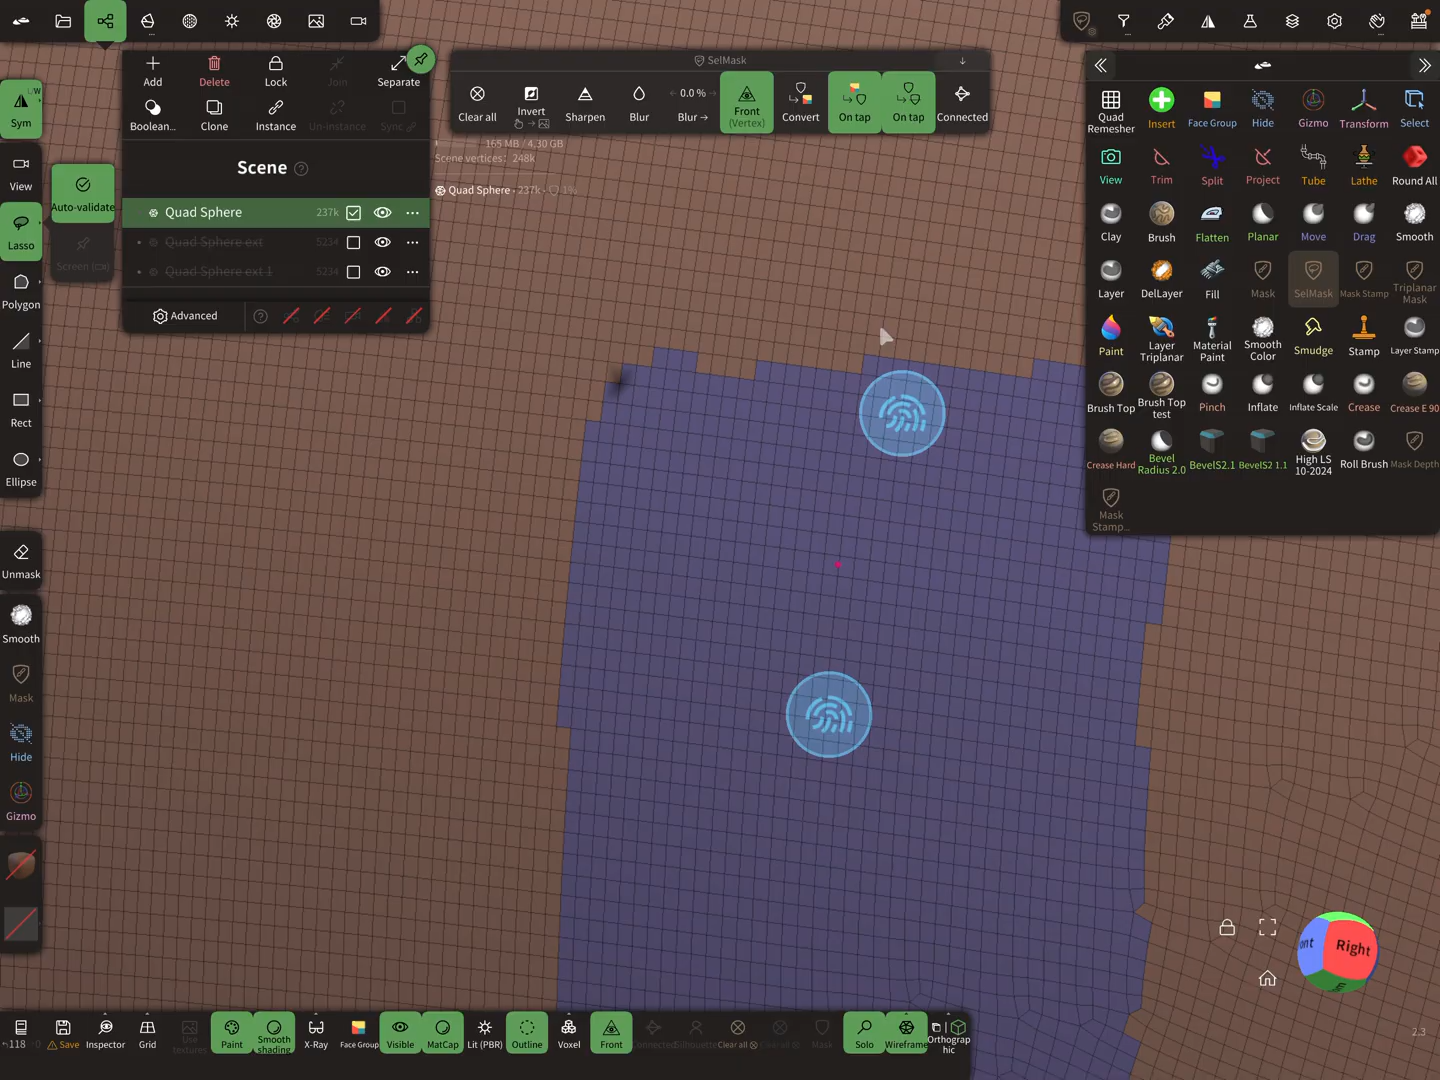 Add
Delete
Lock
Join
Separate
Boolean...
Clone
Instance
Un-instance
Sync
Scene
Quad Sphere 237k
Quad Sphere ext 5234
Quad Sphere ext 1 5234
Advanced
SelMask
Clear all
Invert
Sharpen
Blur
0.0 %
Blur →
Front
(Vertex)
Convert
On tap
On tap
Connected
165 MB / 4.30 GB
Scene vertices: 248k
Quad Sphere · 237k · 1%
L/W
Sym
View
Lasso
Polygon
Line
Rect
Ellipse
Auto-validate
Unmask
Smooth
Mask
Hide
Gizmo
Quad
Remesher
Insert
Face Group
Hide
Gizmo
Transform
Select
View
Trim
Split
Project
Tube
Lathe
Round All
Clay
Brush
Flatten
Planar
Move
Drag
Smooth
Layer
DelLayer
Fill
Mask
SelMask
Mask Stamp
Triplanar
Mask
Paint
Layer
Triplanar
Material
Paint
Smooth
Color
Smudge
Stamp
Layer Stamp
Brush Top
Brush Top
test
Pinch
Inflate
Inflate Scale
Crease
Crease E 90
Crease Hard
Bevel
Radius 2.0
BevelS2.1
BevelS2 1.1
High LS
10-2024
Roll Brush
Mask Depth
Mask
Stamp...
ont
Right
2.3
118
Save
Inspector
Grid
Use
textures
Paint
Smooth
shading
X-Ray
Face Group
Visible
MatCap
Lit (PBR)
Outline
Voxel
Front
Connected
Silhouette
Clear all
Mask
Solo
Wireframe
Orthograp
hic